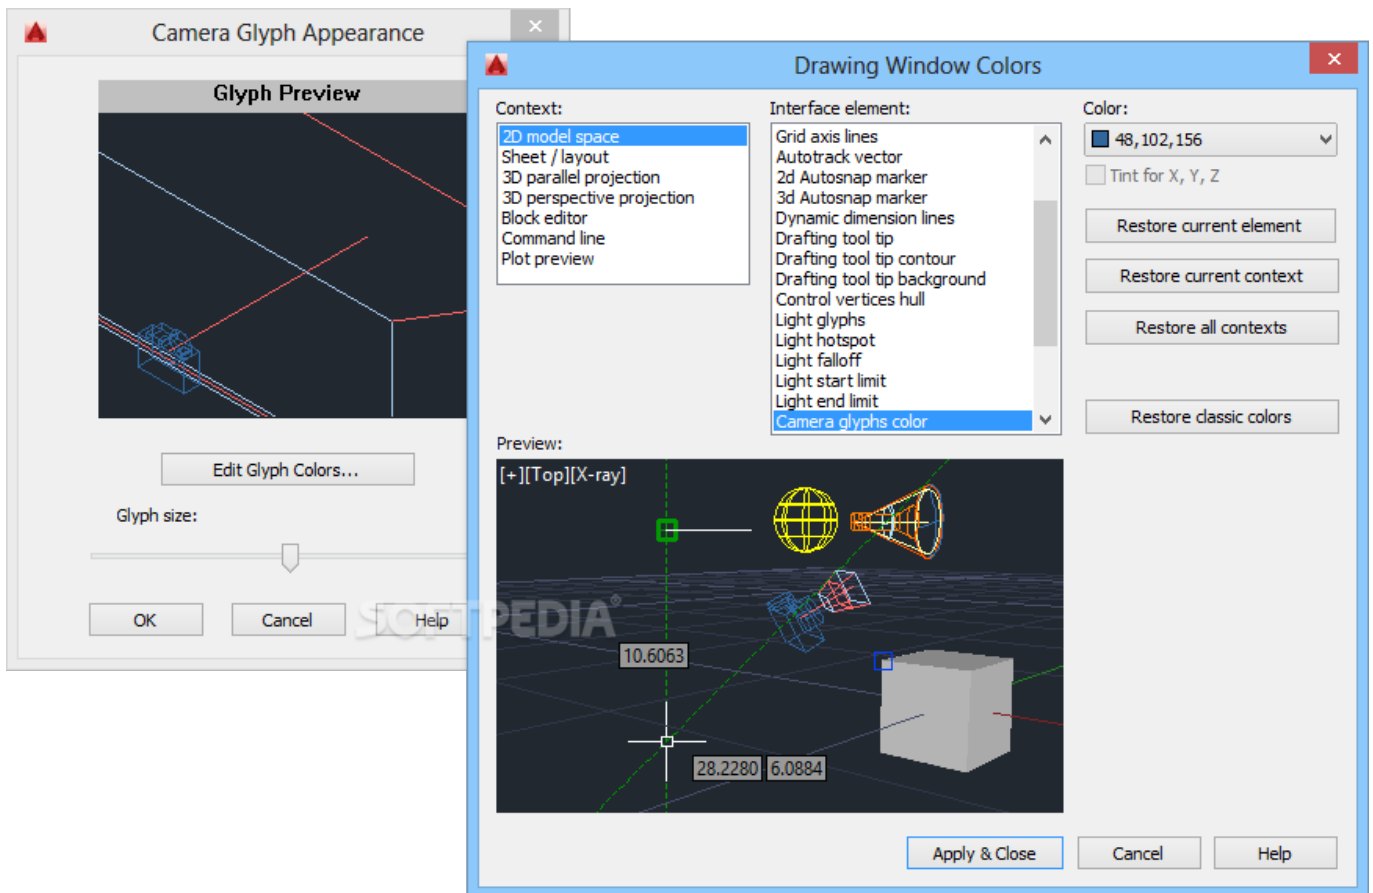 Camera Glyph Appearance
Glyph Preview
Edit Glyph Colors...
Glyph size:
OK
Cancel
Help
SOFTPEDIA®
Drawing Window Colors
Context:
2D model space
Sheet / layout
3D parallel projection
3D perspective projection
Block editor
Command line
Plot preview
Interface element:
Grid axis lines
Autotrack vector
2d Autosnap marker
3d Autosnap marker
Dynamic dimension lines
Drafting tool tip
Drafting tool tip contour
Drafting tool tip background
Control vertices hull
Light glyphs
Light hotspot
Light falloff
Light start limit
Light end limit
Camera glyphs color
Color:
48,102,156
Tint for X, Y, Z
Restore current element
Restore current context
Restore all contexts
Restore classic colors
Preview:
[+][Top][X-ray]
10.6063
28.2280 6.0884
Apply & Close
Cancel
Help